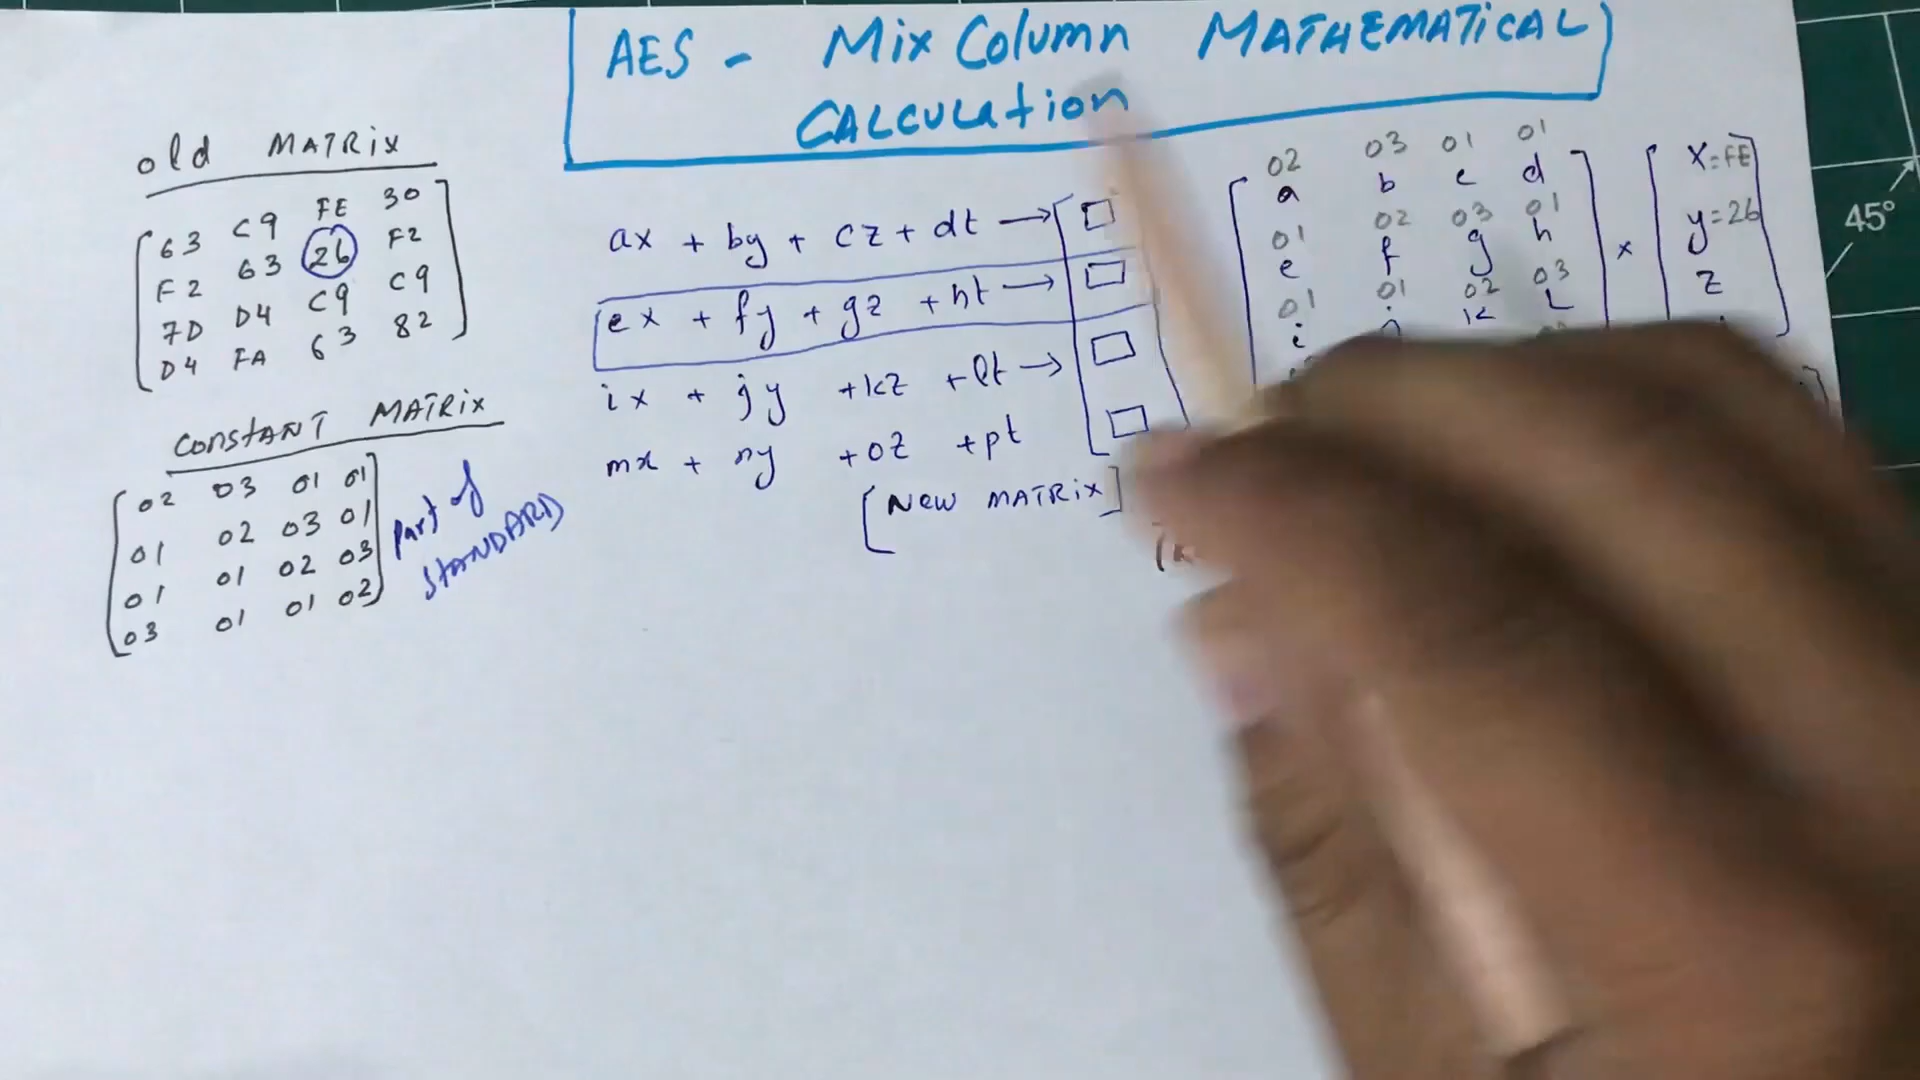 AES - Mix Column MATHEMATICAL
CALCULATION
old MATRIX
63 C9 FE 30
F2 63 26 F2
7D D4 C9 C9
D4 FA 63 82
CONSTANT MATRIX
02 03 01 01
01 02 03 01
01 01 02 03
03 01 01 02
Part of
STANDARD
ax + by + cz + dt →
ex + fy + gz + ht →
ix + jy + kz + lt →
mx + ny + oz + pt
[New MATRIX]
02 03 01 01
a b c d
01 02 03 01
e f g h
01 01 02 03
i j k L
×
X=FE
y=26
z
45°